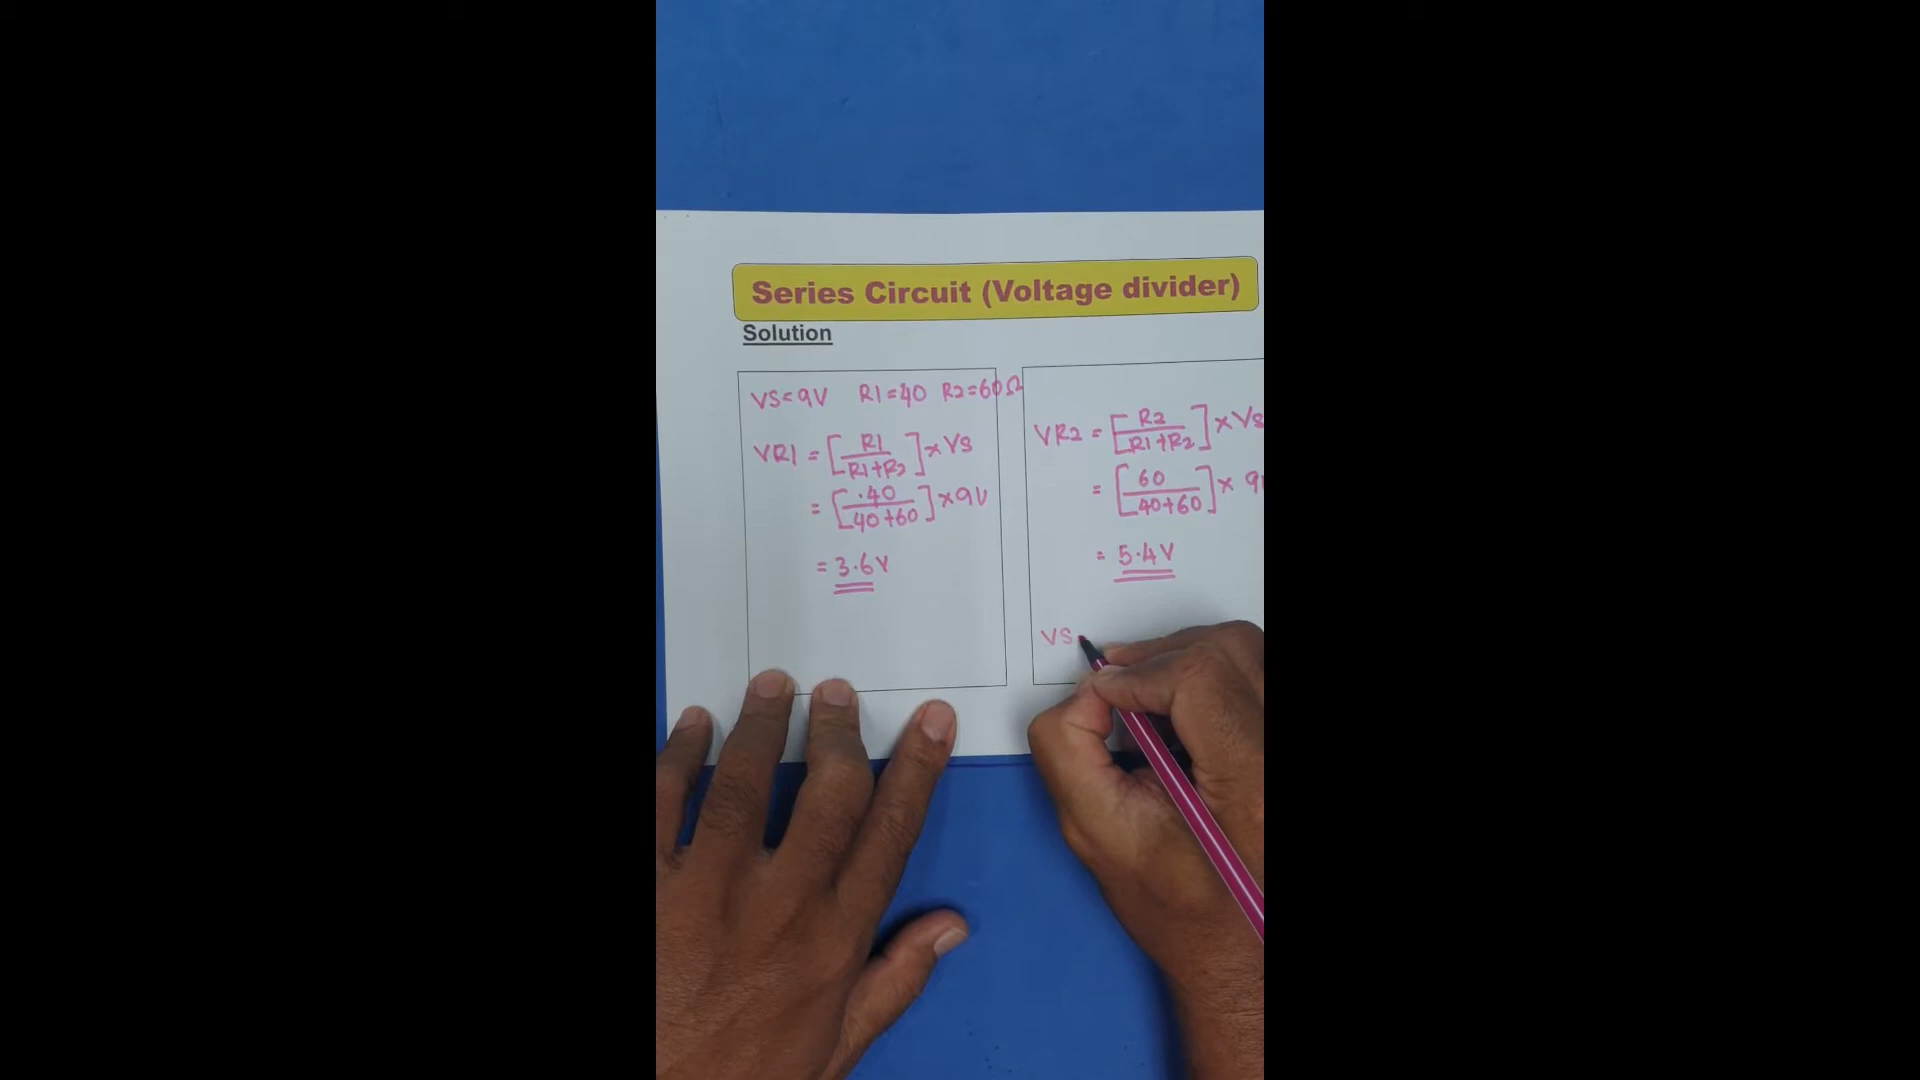 Series Circuit (Voltage divider)
Solution
VS=9V R1=40 R2=60Ω
VR1 = [R1/R1+R2]×VS
= [.40/40+60]×9V
= 3.6V
VR2 = [R2/R1+R2]×VS
= [60/40+60]× 9
= 5.4V
VS